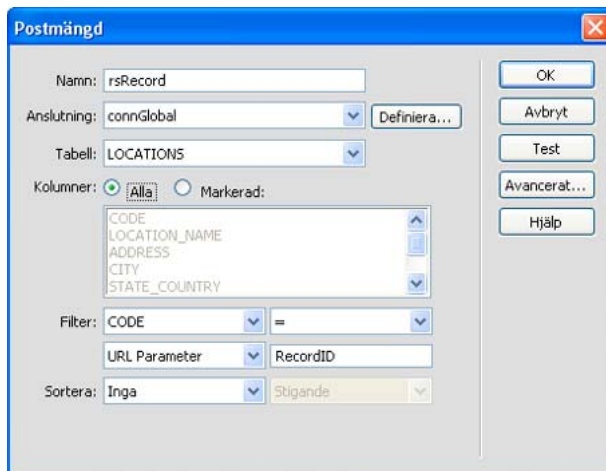 Postmängd
Namn: rsRecord
OK
Anslutning: connGlobal Definiera...
Avbryt
Tabell: LOCATIONS
Test
Kolumner: Alla Markerad:
Avancerat...
CODE
LOCATION_NAME
ADDRESS
CITY
STATE_COUNTRY
Hjälp
Filter: CODE =
URL Parameter RecordID
Sortera: Inga Stigande